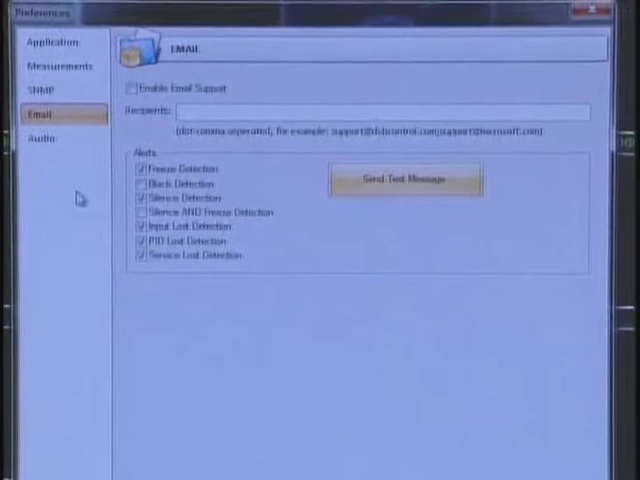 Preferences
Application
Measurements
SNMP
Email
Audio
EMAIL
Enable Email Support
Recipients:
Alerts
Freeze Detection
Black Detection
Silence Detection
Silence AND Freeze Detection
Input Lost Detection
PID Lost Detection
Service Lost Detection
Send Test Message